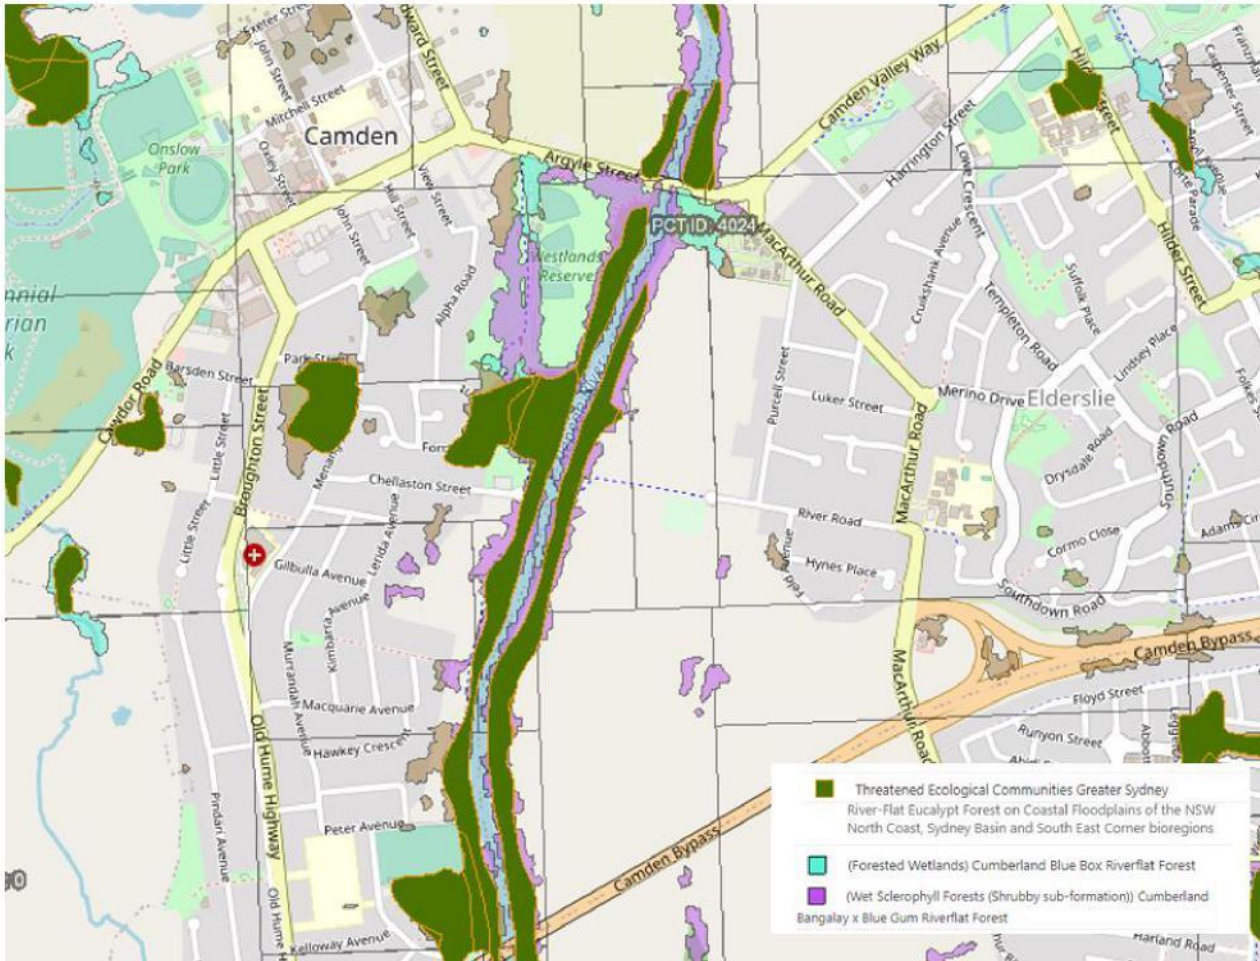 Exeter Street
John Street
Mitchell Street
Edward Street
Camden
Onslow
Park
Oxley Street
View Street
Hill Street
John Street
Argyle Street
Camden Valley Way
Harrington Street
Lowe Crescent
Hilder Street
Carpenter Street
Lotte Parade
PCT ID: 4024
Westlands
Reserve
MacArthur Road
Cruikshank Avenue
Suffolk Place
Hilder Street
Templeton Road
Lindsey Place
Alpha Road
Park Street
Barsden Street
Cawdor Road
Little Street
Broughton Street
Purcell Street
Luker Street
Merino Drive
Elderslie
MacArthur Road
Drysdale Road
Southdown Road
Chellaston Street
Little Street
Lerida Avenue
River Road
Hynes Place
Cormo Close
Southdown Road
Gilbulla Avenue
Kimbarra Avenue
Murrandah Avenue
Macquarie Avenue
Hawkey Crescent
Camden Bypass
Floyd Street
Runyon Street
MacArthur Road
Old Hume Highway
Pindari Avenue
Peter Avenue
Camden Bypass
Kelloway Avenue
Old Hume H
Harland Road
Threatened Ecological Communities Greater Sydney
River-Flat Eucalypt Forest on Coastal Floodplains of the NSW
North Coast, Sydney Basin and South East Corner bioregions
(Forested Wetlands) Cumberland Blue Box Riverflat Forest
(Wet Sclerophyll Forests (Shrubby sub-formation)) Cumberland
Bangalay x Blue Gum Riverflat Forest